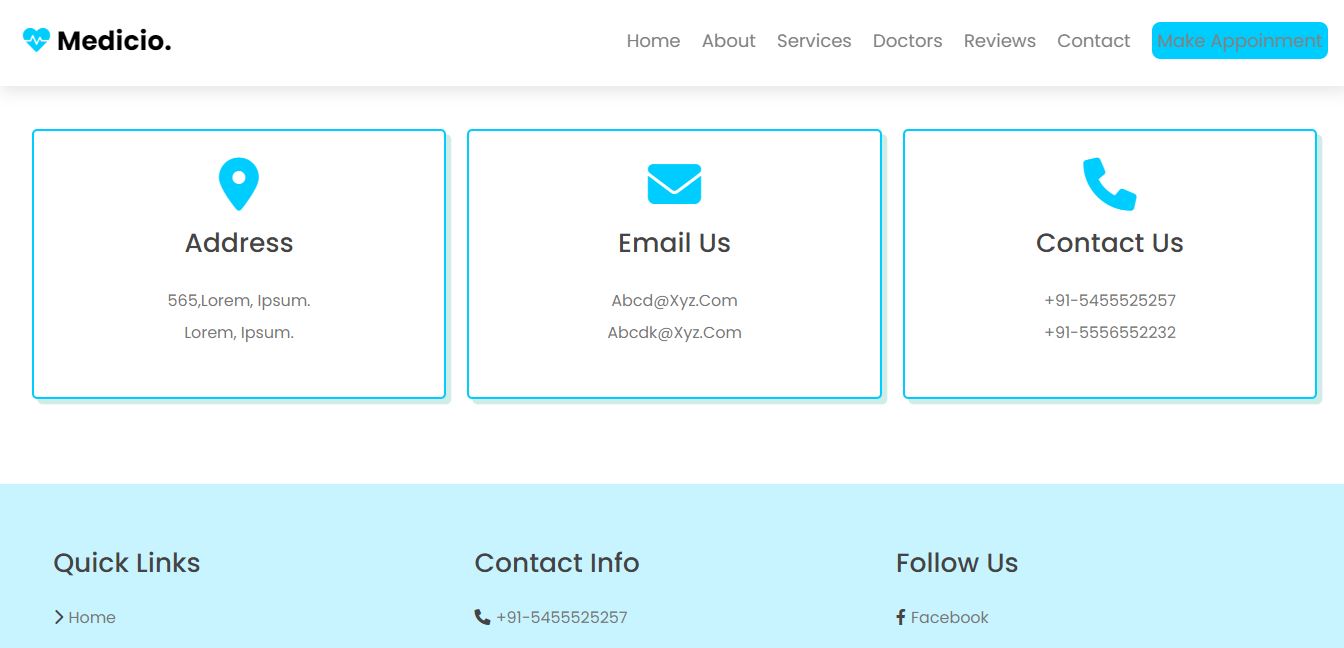 Medicio.
Home About Services Doctors Reviews Contact Make Appoinment
Address
565,Lorem, Ipsum.
Lorem, Ipsum.
Email Us
Abcd@Xyz.Com
Abcdk@Xyz.Com
Contact Us
+91-5455525257
+91-5556552232
Quick Links
Home
Contact Info
+91-5455525257
Follow Us
Facebook